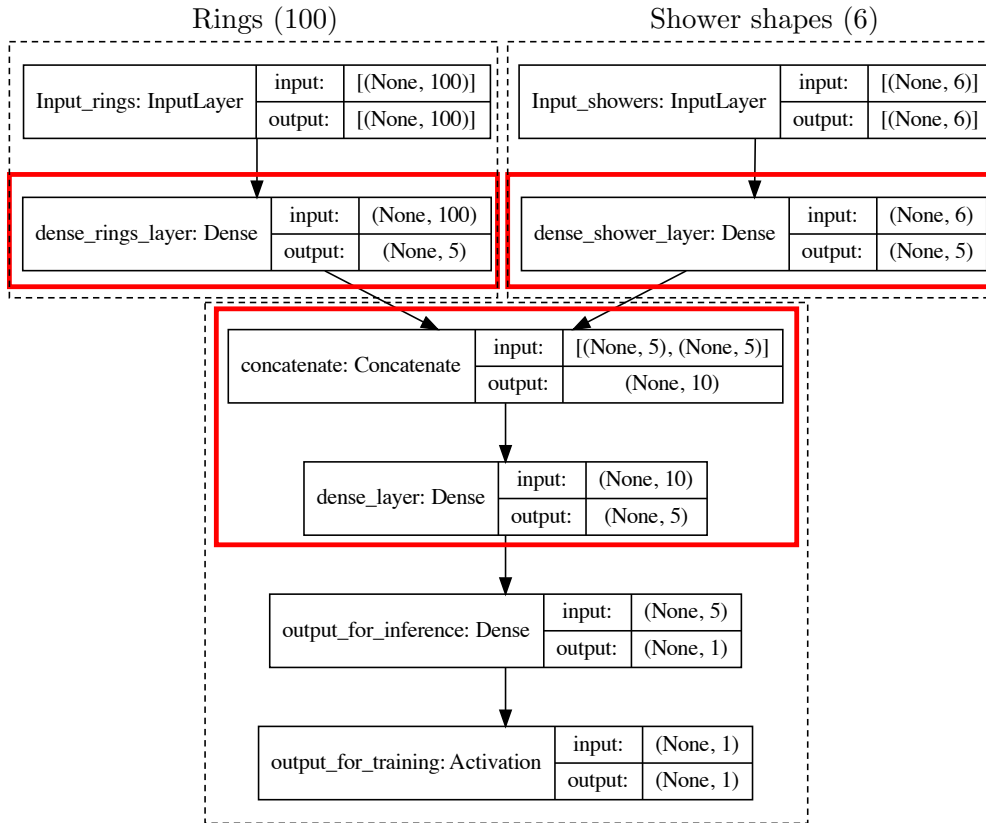 Rings (100)
Shower shapes (6)
Input_rings: InputLayer
input:
[(None, 100)]
output:
[(None, 100)]
Input_showers: InputLayer
input:
[(None, 6)]
output:
[(None, 6)]
dense_rings_layer: Dense
input:
(None, 100)
output:
(None, 5)
dense_shower_layer: Dense
input:
(None, 6)
output:
(None, 5)
concatenate: Concatenate
input:
[(None, 5), (None, 5)]
output:
(None, 10)
dense_layer: Dense
input:
(None, 10)
output:
(None, 5)
output_for_inference: Dense
input:
(None, 5)
output:
(None, 1)
output_for_training: Activation
input:
(None, 1)
output:
(None, 1)